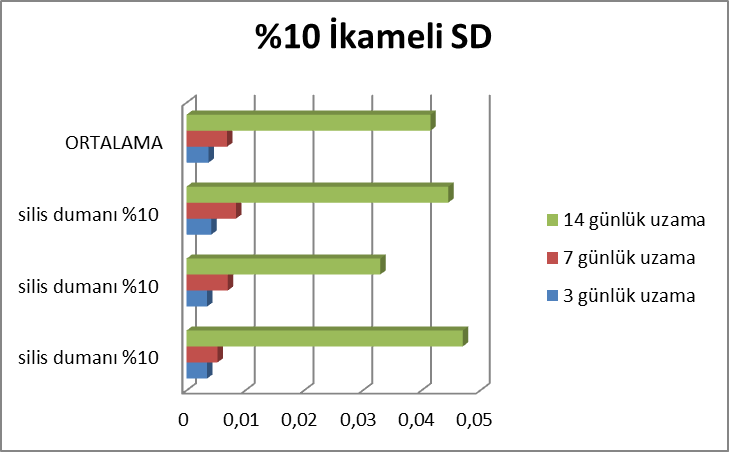 %10 İkameli SD
ORTALAMA
silis dumanı %10
silis dumanı %10
silis dumanı %10
0 0,01 0,02 0,03 0,04 0,05
14 günlük uzama
7 günlük uzama
3 günlük uzama